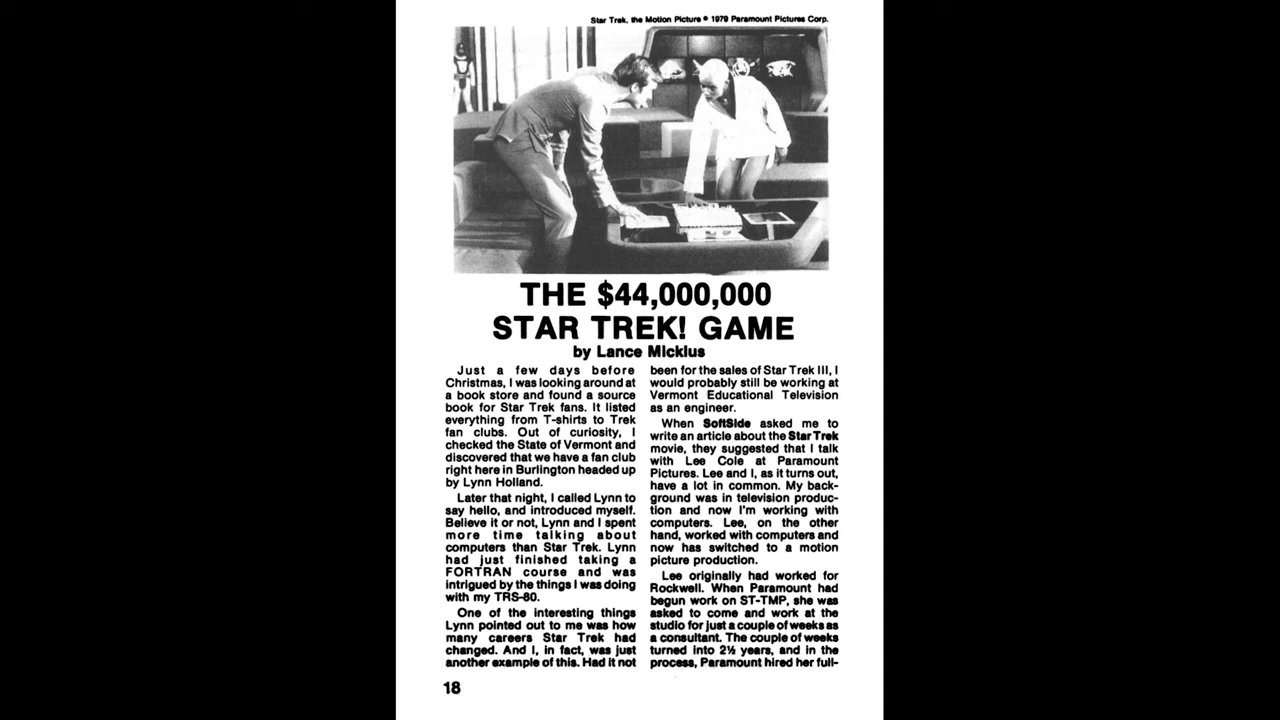 Star Trek, the Motion Picture © 1979 Paramount Pictures Corp.
THE $44,000,000
STAR TREK! GAME
by Lance Micklus
Just a few days before
Christmas, I was looking around at
a book store and found a source
book for Star Trek fans. It listed
everything from T-shirts to Trek
fan clubs. Out of curiosity, I
checked the State of Vermont and
discovered that we have a fan club
right here in Burlington headed up
by Lynn Holland.
Later that night, I called Lynn to
say hello, and introduced myself.
Believe it or not, Lynn and I spent
more time talking about
computers than Star Trek. Lynn
had just finished taking a
FORTRAN course and was
intrigued by the things I was doing
with my TRS-80.
One of the interesting things
Lynn pointed out to me was how
many careers Star Trek had
changed. And I, in fact, was just
another example of this. Had it not
been for the sales of Star Trek III, I
would probably still be working at
Vermont Educational Television
as an engineer.
When SoftSide asked me to
write an article about the Star Trek
movie, they suggested that I talk
with Lee Cole at Paramount
Pictures. Lee and I, as it turns out,
have a lot in common. My back-
ground was in television produc-
tion and now I'm working with
computers. Lee, on the other
hand, worked with computers and
now has switched to a motion
picture production.
Lee originally had worked for
Rockwell. When Paramount had
begun work on ST-TMP, she was
asked to come and work at the
studio for just a couple of weeks as
a consultant. The couple of weeks
turned into 2½ years, and in the
process, Paramount hired her full-
18